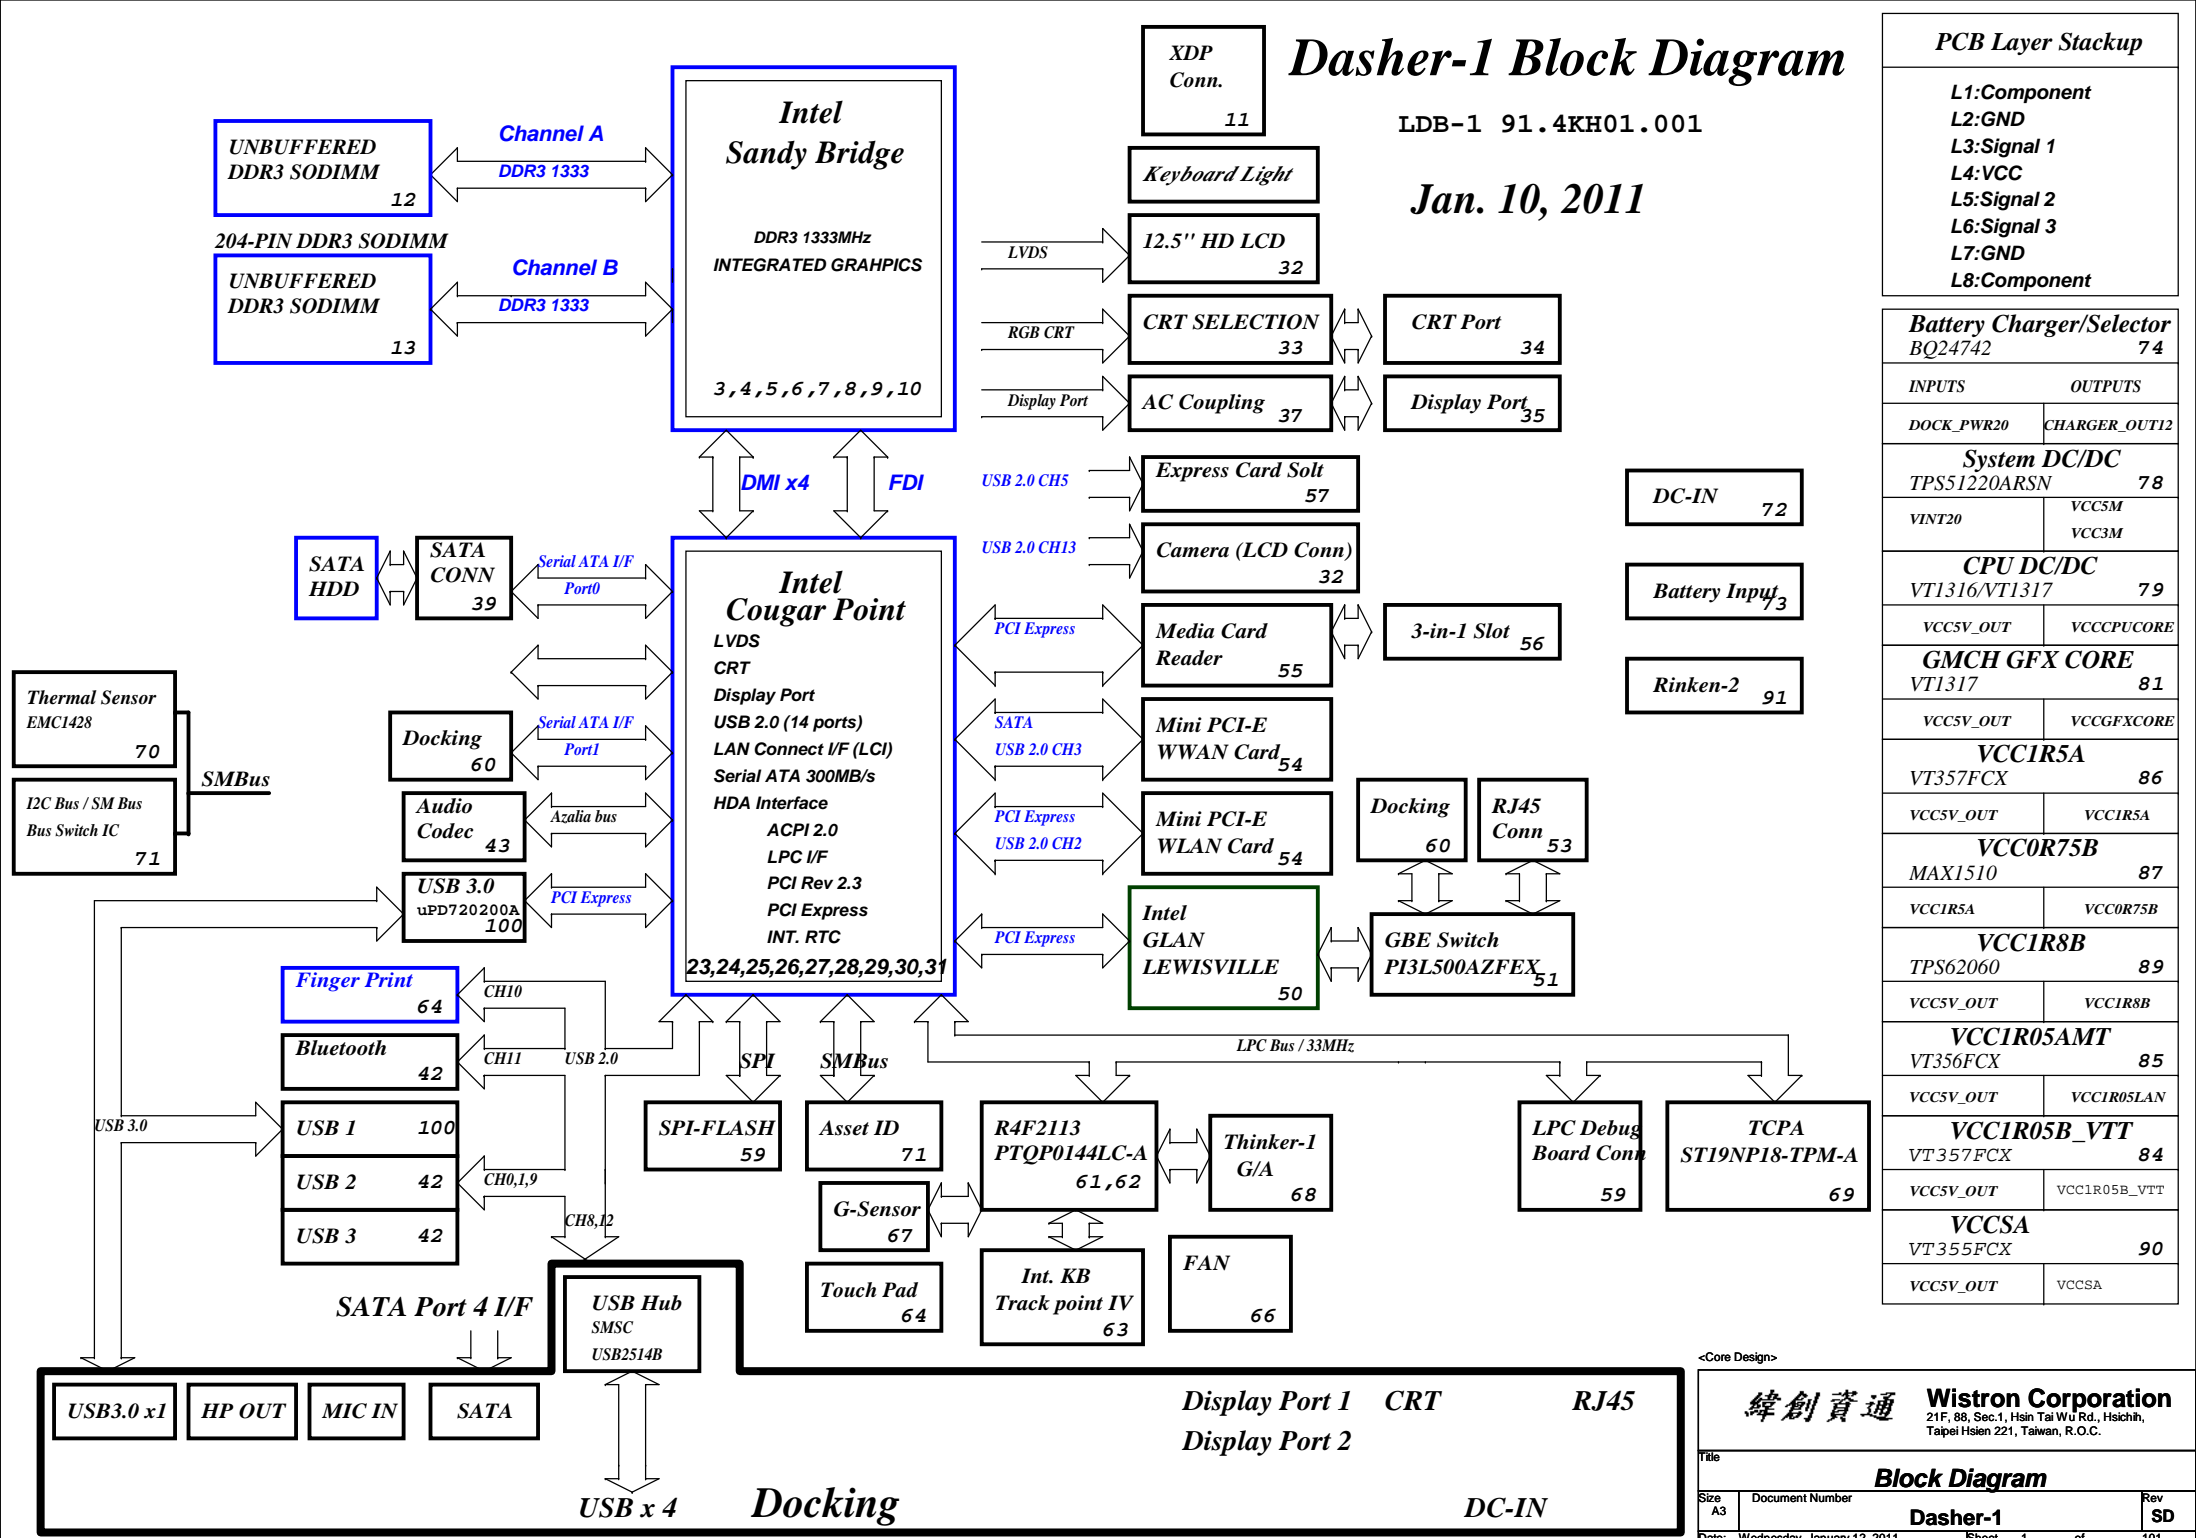 Dasher-1 Block Diagram
LDB-1 91.4KH01.001
Jan. 10, 2011
XDP
Conn.
11
Keyboard Light
UNBUFFERED
DDR3 SODIMM
12
Channel A
DDR3 1333
204-PIN DDR3 SODIMM
UNBUFFERED
DDR3 SODIMM
13
Channel B
DDR3 1333
Intel
Sandy Bridge
DDR3 1333MHz
INTEGRATED GRAHPICS
3,4,5,6,7,8,9,10
LVDS
12.5'' HD LCD
32
RGB CRT
CRT SELECTION
33
CRT Port
34
Display Port
AC Coupling
37
Display Port
35
DMI x4
FDI
USB 2.0 CH5
Express Card Solt
57
USB 2.0 CH13
Camera (LCD Conn)
32
DC-IN
72
Battery Input
73
Rinken-2
91
SATA
HDD
SATA
CONN
39
Serial ATA I/F
Port0
Intel
Cougar Point
LVDS
CRT
Display Port
USB 2.0 (14 ports)
LAN Connect I/F (LCI)
Serial ATA 300MB/s
HDA Interface
ACPI 2.0
LPC I/F
PCI Rev 2.3
PCI Express
INT. RTC
23,24,25,26,27,28,29,30,31
PCI Express
Media Card
Reader
55
3-in-1 Slot
56
Thermal Sensor
EMC1428
70
SMBus
I2C Bus / SM Bus
Bus Switch IC
71
Docking
60
Serial ATA I/F
Port1
Audio
Codec
43
Azalia bus
USB 3.0
uPD720200A
100
PCI Express
SATA
USB 2.0 CH3
Mini PCI-E
WWAN Card
54
PCI Express
USB 2.0 CH2
Mini PCI-E
WLAN Card
54
Docking
60
RJ45
Conn
53
PCI Express
Intel
GLAN
LEWISVILLE
50
GBE Switch
PI3L500AZFEX
51
Finger Print
64
CH10
Bluetooth
42
CH11
USB 2.0
USB 3.0
USB 1
100
USB 2
42
USB 3
42
CH0,1,9
CH8,12
SPI
SMBus
LPC Bus / 33MHz
SPI-FLASH
59
Asset ID
71
R4F2113
PTQP0144LC-A
61,62
Thinker-1
G/A
68
LPC Debug
Board Conn
59
TCPA
ST19NP18-TPM-A
69
G-Sensor
67
Touch Pad
64
Int. KB
Track point IV
63
FAN
66
SATA Port 4 I/F
USB Hub
SMSC
USB2514B
USB3.0 x1
HP OUT
MIC IN
SATA
USB x 4
Docking
Display Port 1
CRT
RJ45
Display Port 2
DC-IN
PCB Layer Stackup
L1:Component
L2:GND
L3:Signal 1
L4:VCC
L5:Signal 2
L6:Signal 3
L7:GND
L8:Component
Battery Charger/Selector
BQ24742 74
INPUTS OUTPUTS
DOCK_PWR20 CHARGER_OUT12
System DC/DC
TPS51220ARSN 78
VINT20 VCC5M
VCC3M
CPU DC/DC
VT1316/VT1317 79
VCC5V_OUT VCCCPUCORE
GMCH GFX CORE
VT1317 81
VCC5V_OUT VCCGFXCORE
VCC1R5A
VT357FCX 86
VCC5V_OUT VCC1R5A
VCC0R75B
MAX1510 87
VCC1R5A VCC0R75B
VCC1R8B
TPS62060 89
VCC5V_OUT VCC1R8B
VCC1R05AMT
VT356FCX 85
VCC5V_OUT VCC1R05LAN
VCC1R05B_VTT
VT357FCX 84
VCC5V_OUT VCC1R05B_VTT
VCCSA
VT355FCX 90
VCC5V_OUT VCCSA
<Core Design>
緯創資通
Wistron Corporation
21F, 88, Sec.1, Hsin Tai Wu Rd., Hsichih,
Taipei Hsien 221, Taiwan, R.O.C.
Title
Block Diagram
Size
A3
Document Number
Dasher-1
Rev
SD
Date: Wednesday, January 12, 2011 Sheet 1 of 101